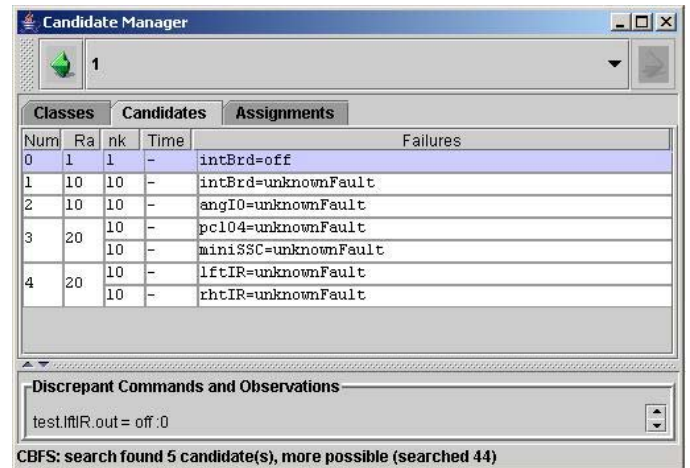 Candidate Manager
1
Classes Candidates Assignments
Num Ra nk Time Failures
0 1 1 - intBrd=off
1 10 10 - intBrd=unknownFault
2 10 10 - angIO=unknownFault
3 20 10 - pcl04=unknownFault
10 - miniSSC=unknownFault
4 20 10 - lftIR=unknownFault
10 - rhtIR=unknownFault
Discrepant Commands and Observations
test.lftIR.out = off :0
CBFS: search found 5 candidate(s), more possible (searched 44)